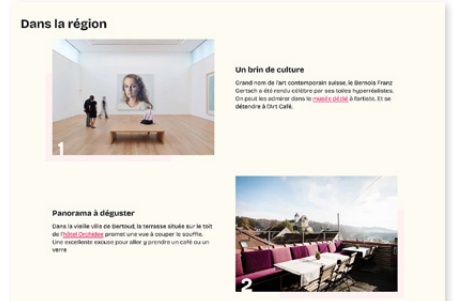 Dans la région
Un brin de culture
Grand nom de l'art contemporain suisse, le Bernois Franz
Gertsch a été rendu célèbre par ses toiles hyperréalistes.
On peut les admirer dans le musée dédié à l'artiste. Et se
détendre à l'Art Café.
1
Panorama à déguster
Dans la vieille ville de Berthoud, la terrasse située sur le toit
de l'hôtel Orchidee promet une vue à couper le souffle.
Une excellente excuse pour aller y prendre un café ou un
verre
2